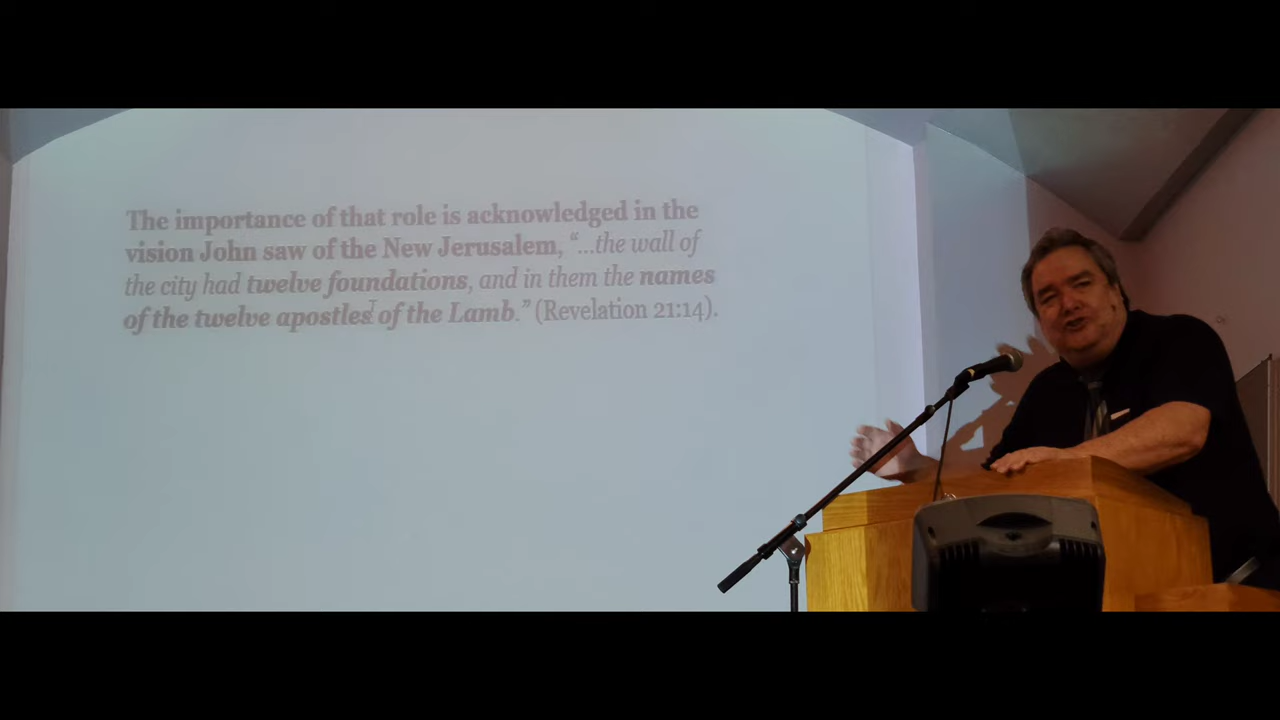 The importance of that role is acknowledged in the
vision John saw of the New Jerusalem, “...the wall of
the city had twelve foundations, and in them the names
of the twelve apostles of the Lamb.” (Revelation 21:14).